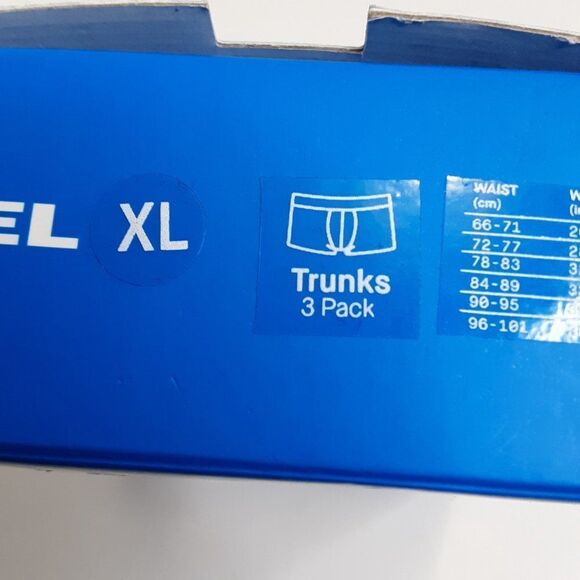 EL
XL
Trunks
3 Pack
WAIST
(cm)
66-71
72-77
78-83
84-89
90-95
96-101